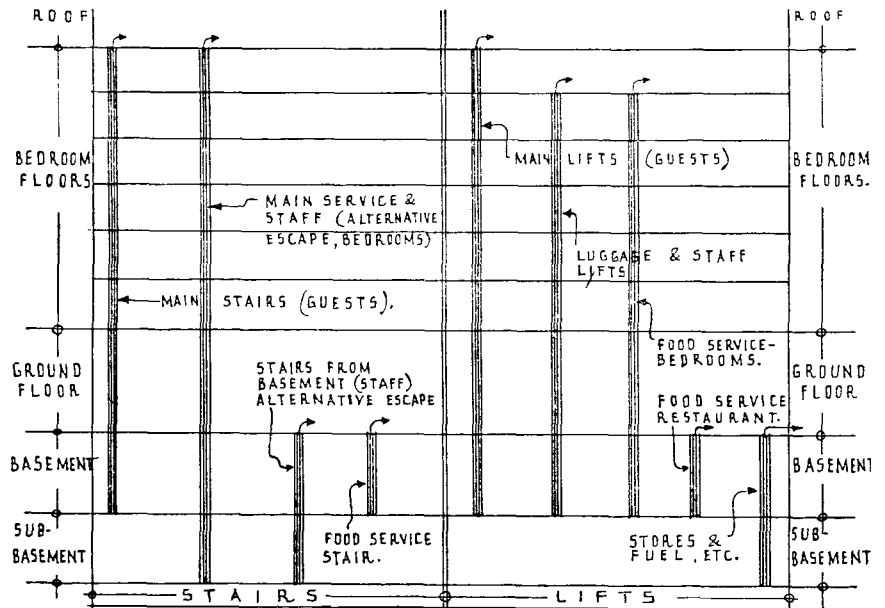 ROOF
ROOF
BEDROOM
FLOORS
MAIN LIFTS (GUESTS)
BEDROOM
FLOORS.
MAIN SERVICE &
STAFF (ALTERNATIVE
ESCAPE, BEDROOMS)
LUGGAGE & STAFF
LIFTS
MAIN STAIRS (GUESTS).
FOOD SERVICE-
BEDROOMS.
GROUND
FLOOR
STAIRS FROM
BASEMENT (STAFF)
ALTERNATIVE ESCAPE
FOOD SERVICE
RESTAURANT.
GROUND
FLOOR
BASEMENT
BASEMENT
SUB-
BASEMENT
FOOD SERVICE
STAIR.
STORES &
FUEL, ETC.
SUB-
BASEMENT
STAIRS
LIFTS